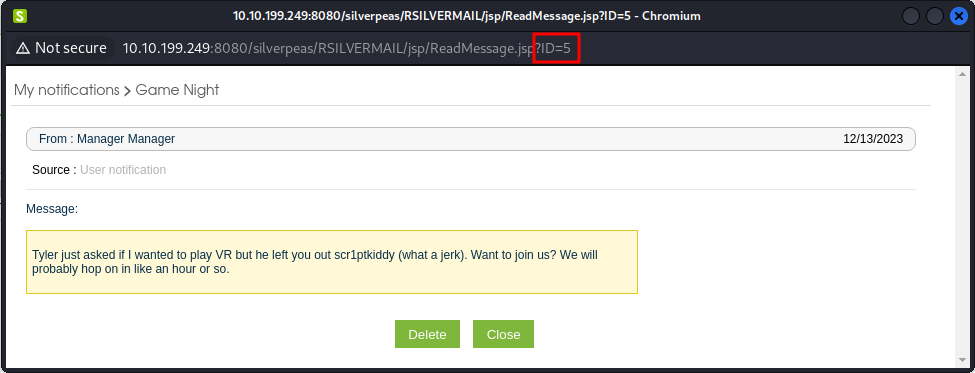 10.10.199.249:8080/silverpeas/RSILVERMAIL/jsp/ReadMessage.jsp?ID=5 - Chromium
Not secure 10.10.199.249:8080/silverpeas/RSILVERMAIL/jsp/ReadMessage.jsp?ID=5
My notifications > Game Night
From : Manager Manager 12/13/2023
Source : User notification
Message:
Tyler just asked if I wanted to play VR but he left you out scr1ptkiddy (what a jerk). Want to join us? We will
probably hop on in like an hour or so.
Delete Close